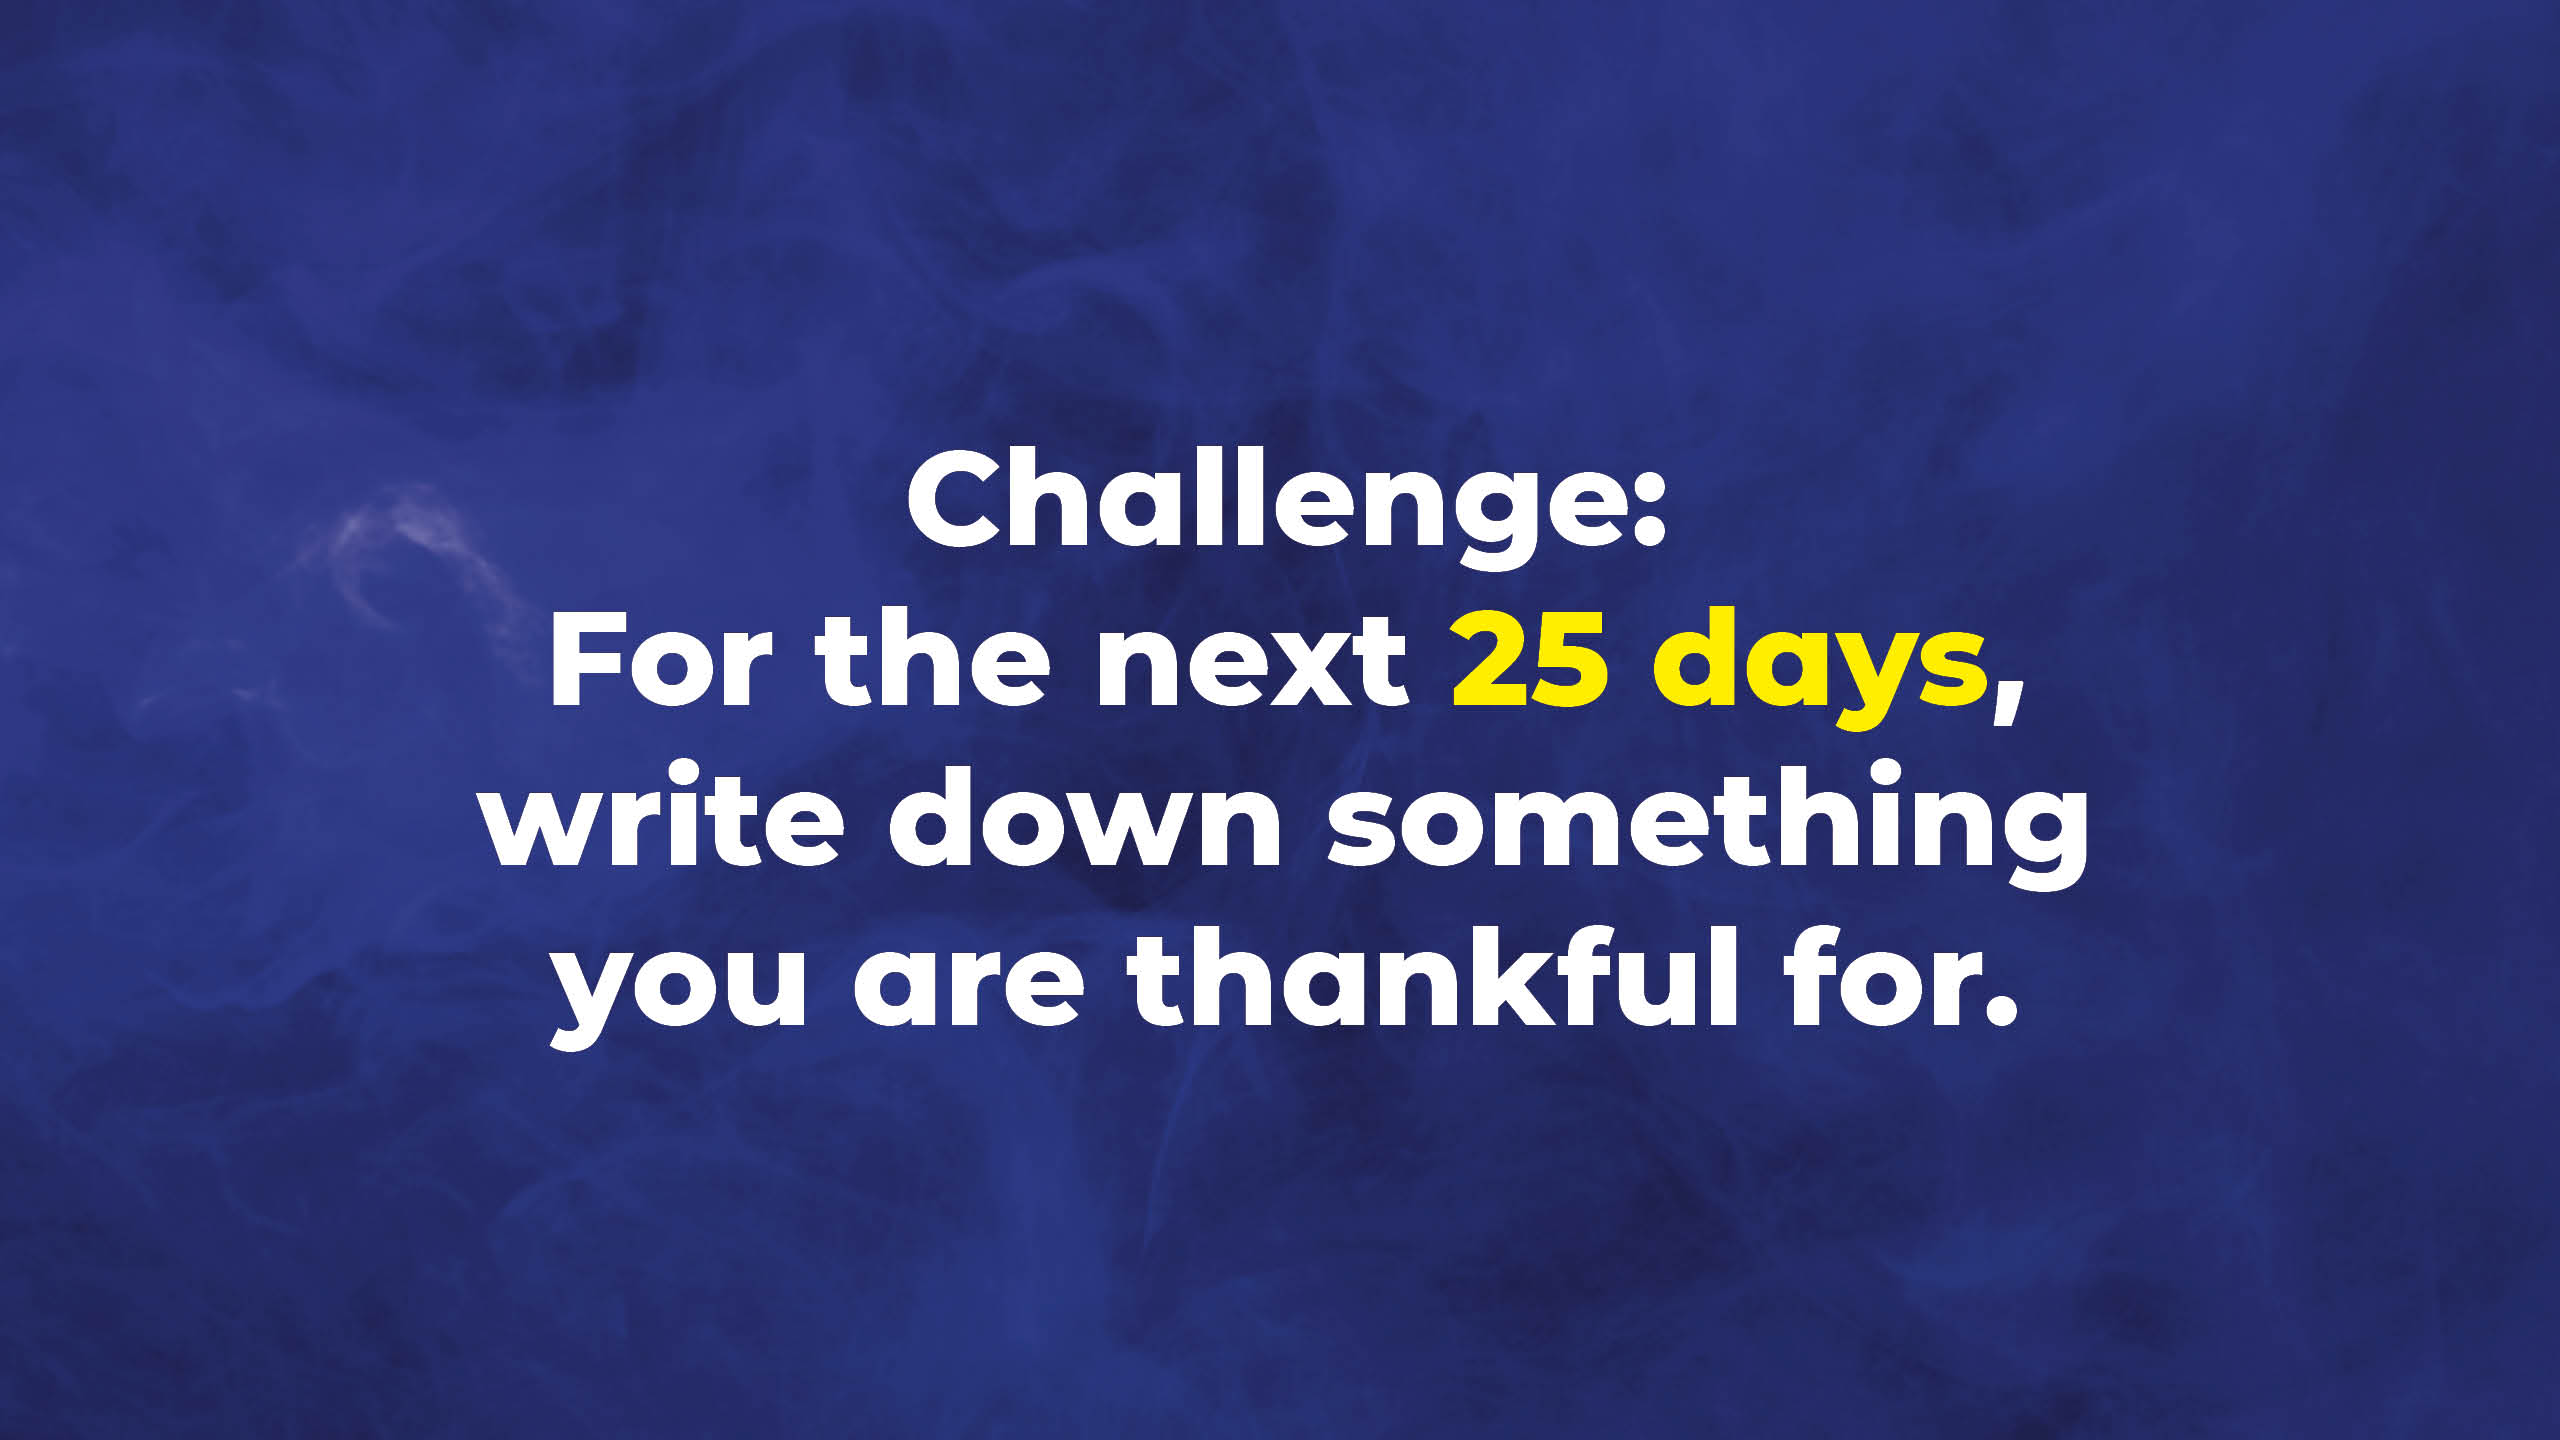 Challenge:
For the next 25 days,
write down something
you are thankful for.